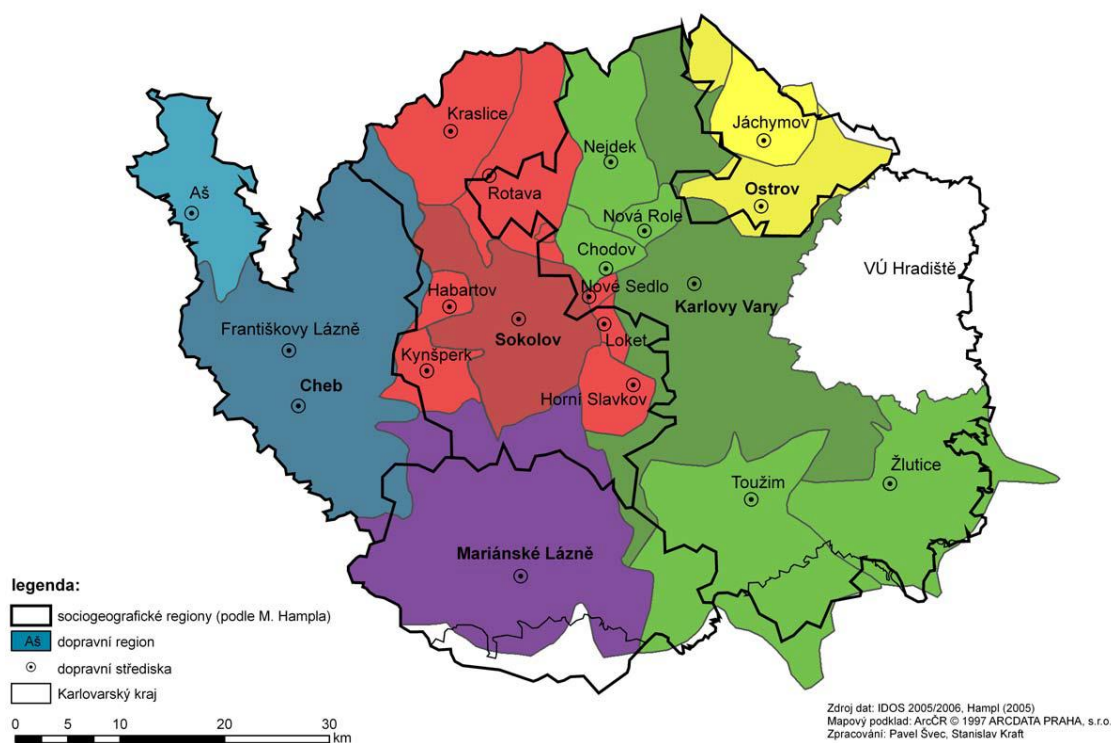 Kraslice
Jáchymov
Nejdek
Aš
Rotava
Ostrov
Nová Role
Chodov
VÚ Hradiště
Habartov
Nové Sedlo
Karlovy Vary
Františkovy Lázně
Sokolov
Loket
Kynšperk
Cheb
Horní Slavkov
Žlutice
Toužim
Mariánské Lázně
legenda:
sociogeografické regiony (podle M. Hampla)
Aš dopravní region
dopravní střediska
Karlovarský kraj
0 5 10 20 30
km
Zdroj dat: IDOS 2005/2006, Hampl (2005)
Mapový podklad: ArcČR © 1997 ARCDATA PRAHA, s.r.o.
Zpracování: Pavel Švec, Stanislav Kraft